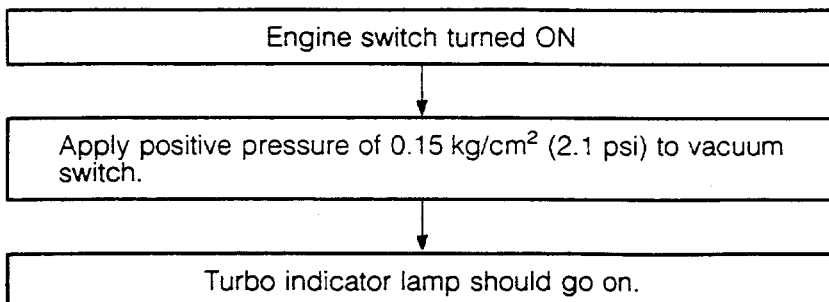 Engine switch turned ON
Apply positive pressure of 0.15 kg/cm² (2.1 psi) to vacuum
switch.
Turbo indicator lamp should go on.